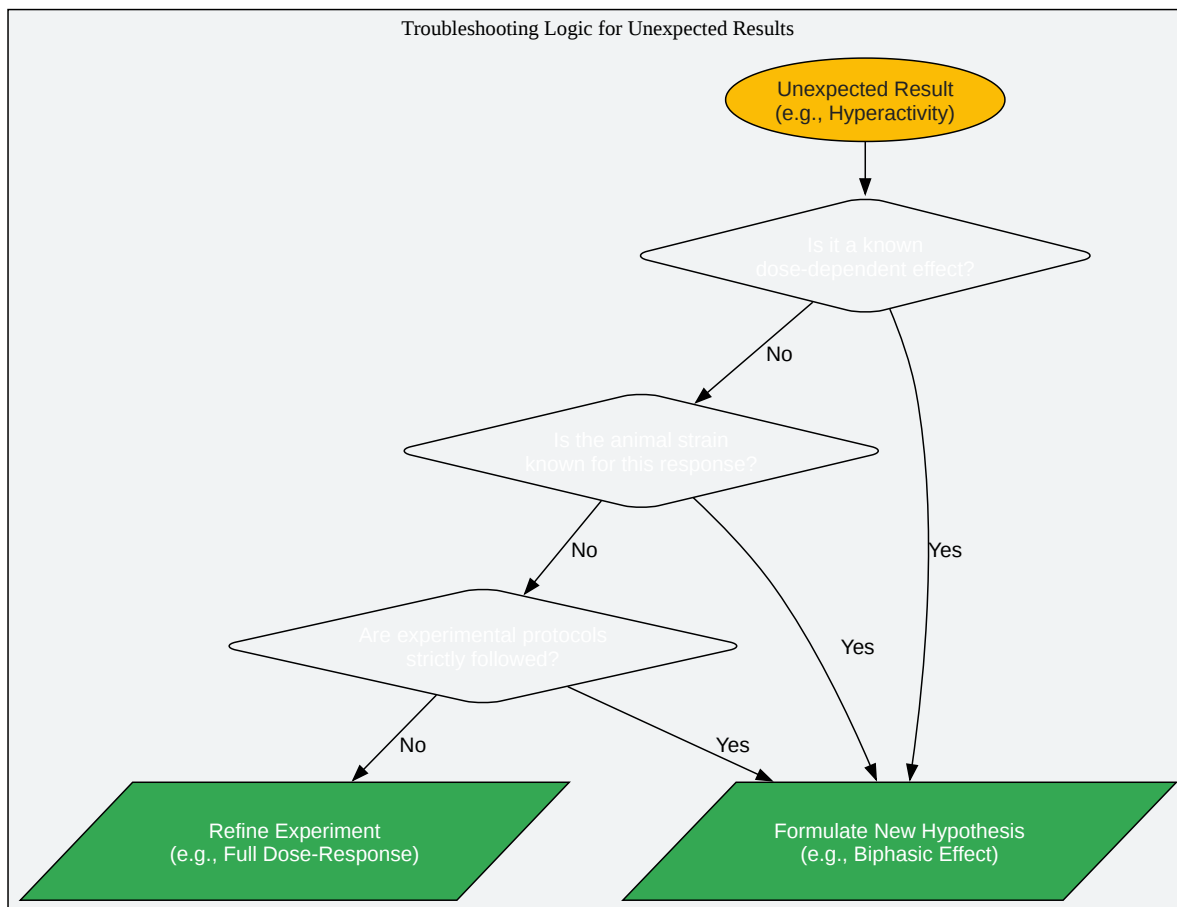 Troubleshooting Logic for Unexpected Results
Unexpected Result
(e.g., Hyperactivity)
Is it a known
dose-dependent effect?
No
Is the animal strain
known for this response?
No
Yes
Are experimental protocols
strictly followed?
Yes
No
Yes
Refine Experiment
(e.g., Full Dose-Response)
Formulate New Hypothesis
(e.g., Biphasic Effect)